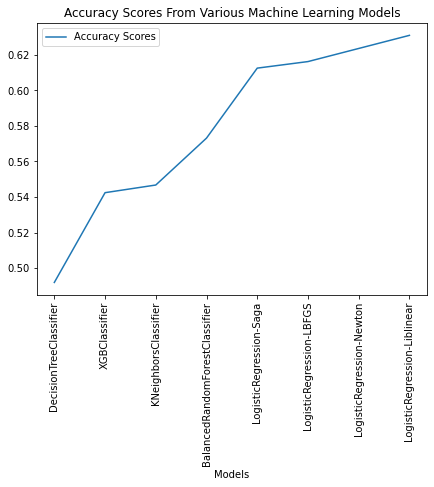 Accuracy Scores From Various Machine Learning Models
Accuracy Scores
0.62
0.60
0.58
0.56
0.54
0.52
0.50
DecisionTreeClassifier
XGBClassifier
KNeighborsClassifier
BalancedRandomForestClassifier
LogisticRegression-Saga
LogisticRegression-LBFGS
LogisticRegression-Newton
LogisticRegression-Liblinear
Models